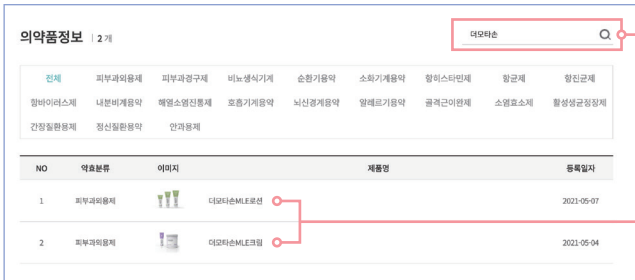 의약품정보 2 개
더모타손
전체 피부과외용제 피부과경구제 비뇨생식기계 순환기용약 소화기계용약 항히스타민제 항균제 항진균제
항바이러스제 내분비계용약 해열소염진통제 호흡기계용약 뇌신경계용약 알레르기용약 골격근이완제 소염효소제 활성생균정장제
간장질환용제 정신질환용약 안과용제
NO 약효분류 이미지 제품명 등록일자
1 피부과외용제 더모타손MLE로션 2021-05-07
2 피부과외용제 더모타손MLE크림 2021-05-04